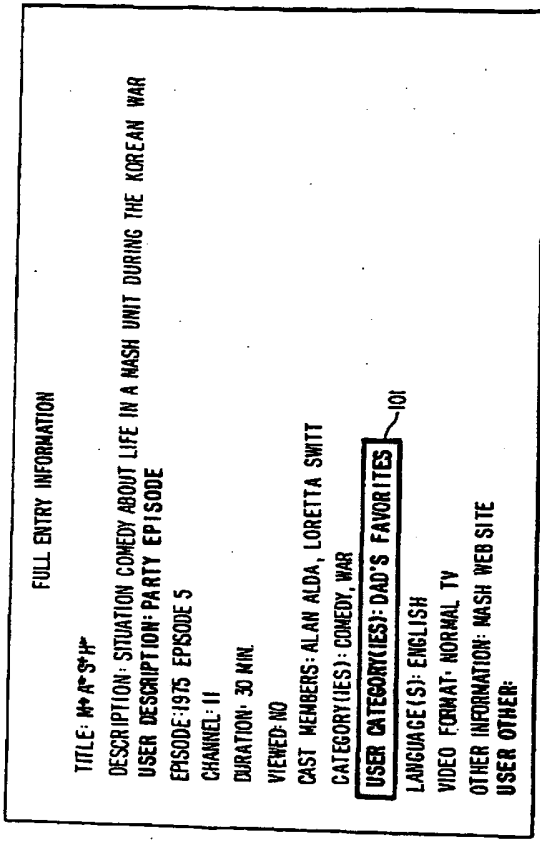 FULL ENTRY INFORMATION
TITLE: M*A*S*H*
DESCRIPTION: SITUATION COMEDY ABOUT LIFE IN A MASH UNIT DURING THE KOREAN WAR
USER DESCRIPTION: PARTY EPISODE
EPISODE: 1975 EPISODE 5
CHANNEL: 11
DURATION: 30 MIN.
VIEWED: NO
CAST MEMBERS: ALAN ALDA, LORETTA SWITT
CATEGORY(IES): COMEDY, WAR
USER CATEGORY(IES): DAD'S FAVORITES
101
LANGUAGE(S): ENGLISH
VIDEO FORMAT: NORMAL TV
OTHER INFORMATION: MASH WEB SITE
USER OTHER: